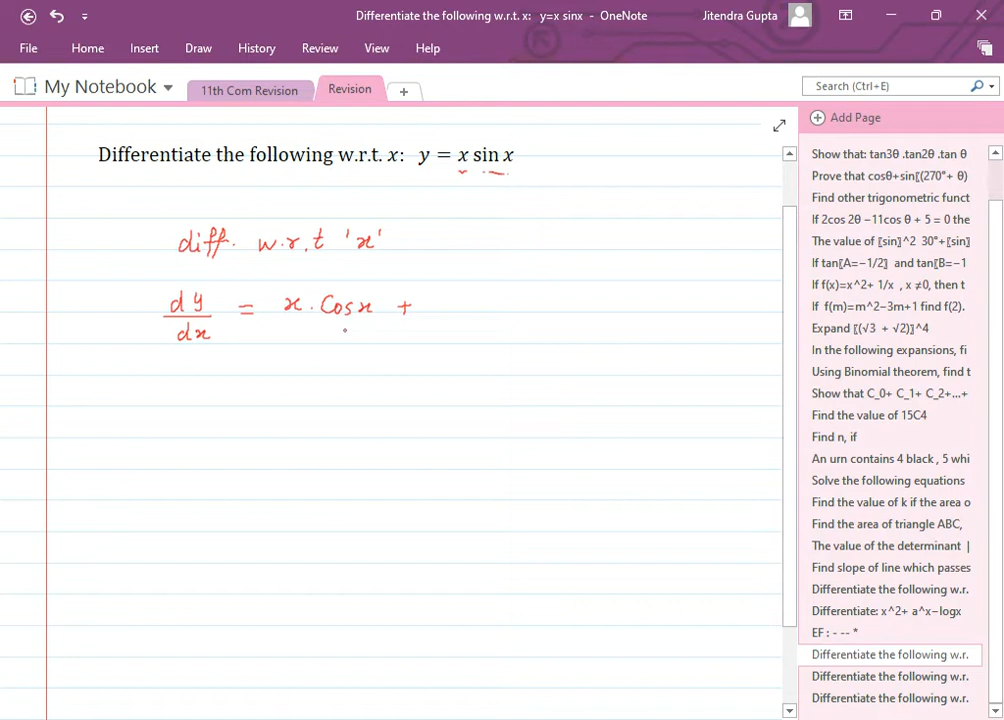 Differentiate the following w.r.t. x: y=x sinx - OneNote
Jitendra Gupta
File Home Insert Draw History Review View Help
My Notebook
11th Com Revision
Revision
+
Search (Ctrl+E)
Differentiate the following w.r.t. x: y = x sin x
diff. w.r.t 'x'
dy/dx = x . Cosx +
Add Page
Show that: tan3θ .tan2θ .tan θ
Prove that cosθ+sin⟦(270°+ θ)
Find other trigonometric funct
If 2cos 2θ −11cos θ + 5 = 0 the
The value of ⟦sin⟧^2 30°+⟦sin⟧
If tan⟦A=−1/2⟧ and tan⟦B=−1
If f(x)=x^2+ 1/x , x ≠0, then t
If f(m)=m^2−3m+1 find f(2).
Expand ⟦(√3 + √2)⟧^4
In the following expansions, fi
Using Binomial theorem, find t
Show that C_0+ C_1+ C_2+...+
Find the value of 15C4
Find n, if
An urn contains 4 black , 5 whi
Solve the following equations
Find the value of k if the area o
Find the area of triangle ABC,
The value of the determinant |
Find slope of line which passes
Differentiate the following w.r.
Differentiate: x^2+ a^x−logx
EF : - -- *
Differentiate the following w.r.
Differentiate the following w.r.
Differentiate the following w.r.